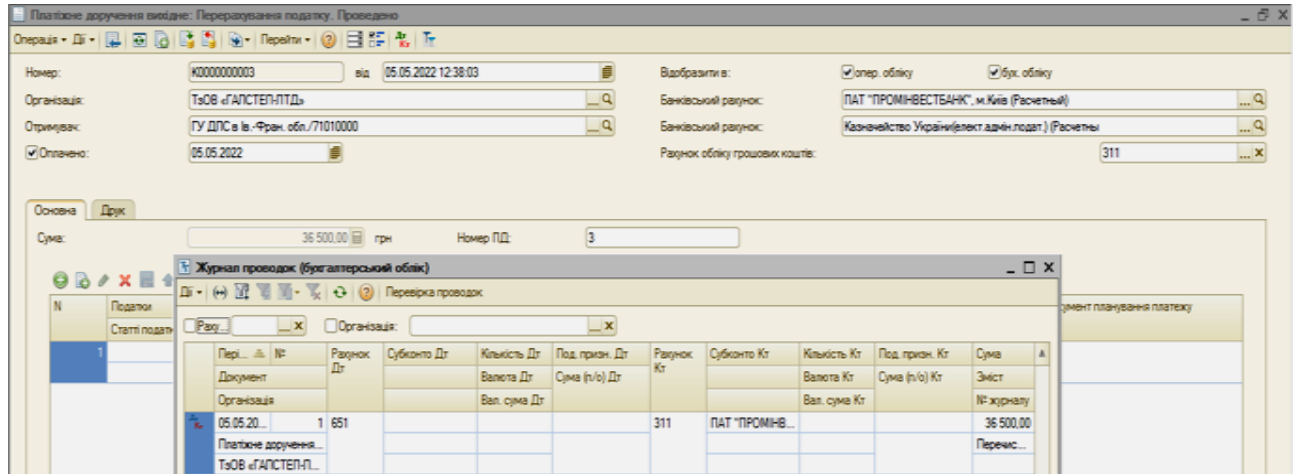 Платіжне доручення вихідне: Перерахування податку. Проведено
Операція Дії Перейти
Номер: К0000000003 від 05.05.2022 12:38:03 Відобразити в: опер. обліку бух. обліку
Організація: ТзОВ «ГАЛСТЕП-ЛТД» Банківський рахунок: ПАТ "ПРОМІНВЕСТБАНК", м.Київ (Расчетный)
Отримувач: ГУ ДПС в Ів.-Фран. обл./71010000 Банківський рахунок: Казначейство України(елект.адмін.подат.) (Расчетны
Оплачено: 05.05.2022 Рахунок обліку грошових коштів: 311
Основна Друк
Сума: 36 500,00 грн Номер ПД: 3
Журнал проводок (бухгалтерський облік)
Дії Перевірка проводок
N Податки умент планування платежу
Статті податк
Раху... Організація:
1
Пері... № Рахунок Дт Субконто Дт Кількість Дт Под. призн. Дт Рахунок Кт Субконто Кт Кількість Кт Под. призн. Кт Сума
Документ Валюта Дт Сума (п/о) Дт Валюта Кт Сума (п/о) Кт Зміст
Організація Вал. сума Дт Вал. сума Кт № журналу
05.05.20... 1 651 311 ПАТ "ПРОМІНВ... 36 500,00
Платіжне доручення... Перечис...
ТзОВ «ГАЛСТЕП-Л...